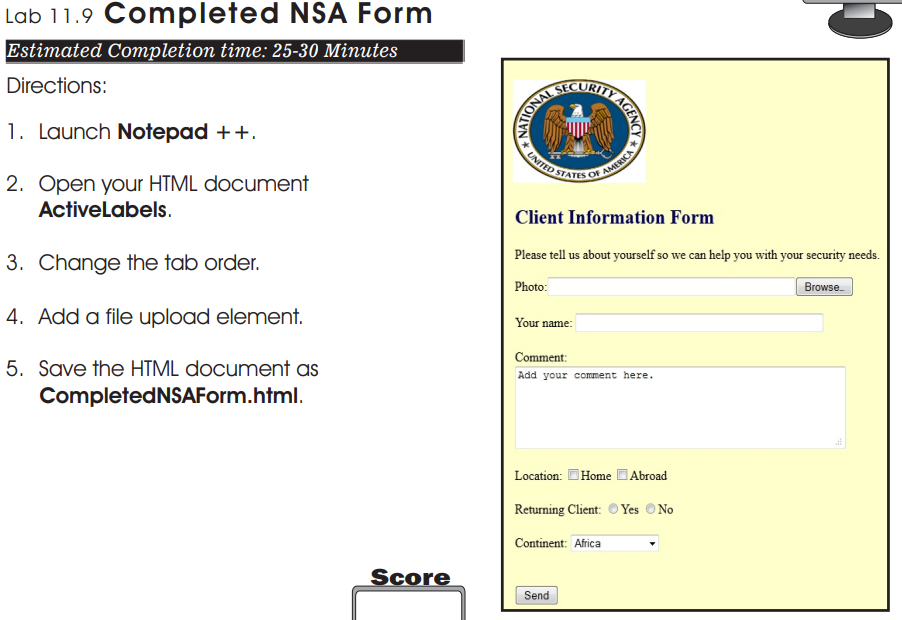 Lab 11.9 Completed NSA Form
Estimated Completion time: 25-30 Minutes
Directions:
1. Launch Notepad ++.
2. Open your HTML document
ActiveLabels.
3. Change the tab order.
4. Add a file upload element.
5. Save the HTML document as
CompletedNSAForm.html.
Score
NATIONAL SECURITY AGENCY
UNITED STATES OF AMERICA
Client Information Form
Please tell us about yourself so we can help you with your security needs.
Photo: Browse..
Your name:
Comment:
Add your comment here.
Location: Home Abroad
Returning Client: Yes No
Continent: Africa
Send